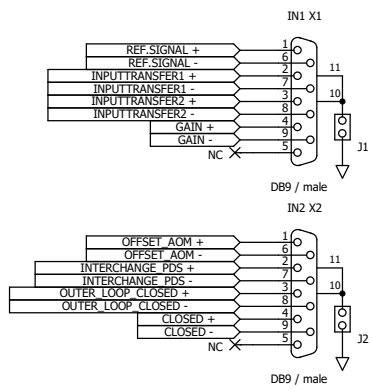 IN1 X1
REF.SIGNAL + 1
REF.SIGNAL - 6
INPUTTRANSFER1 + 2
INPUTTRANSFER1 - 7
INPUTTRANSFER2 + 3
INPUTTRANSFER2 - 8
GAIN + 4
GAIN - 9
NC 5
11
10
J1
DB9 / male
IN2 X2
OFFSET_AOM + 1
OFFSET_AOM - 6
INTERCHANGE_PDS + 2
INTERCHANGE_PDS - 7
OUTER_LOOP_CLOSED + 3
OUTER_LOOP_CLOSED - 8
CLOSED + 4
CLOSED - 9
NC 5
11
10
J2
DB9 / male